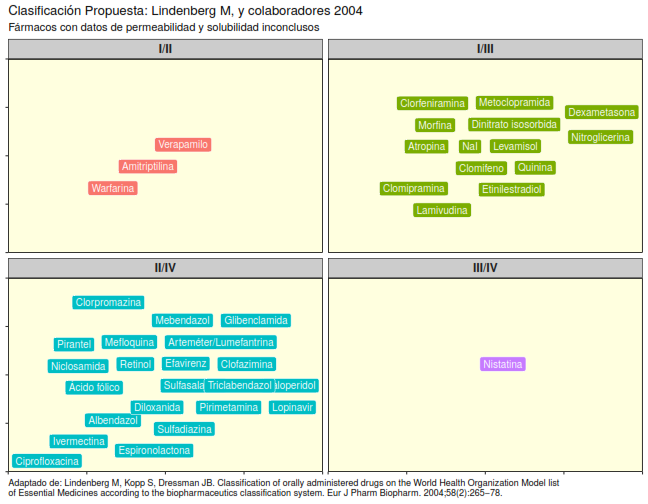 Clasificación Propuesta: Lindenberg M, y colaboradores 2004
Fármacos con datos de permeabilidad y solubilidad inconclusos
I/II
Verapamilo
Amitriptilina
Warfarina
I/III
Clorfeniramina Metoclopramida
Dexametasona
Morfina Dinitrato isosorbida
Nitroglicerina
Atropina NaI Levamisol
Clomifeno Quinina
Clomipramina Etinilestradiol
Lamivudina
II/IV
Clorpromazina
Mebendazol Glibenclamida
Pirantel Mefloquina Arteméter/Lumefantrina
Niclosamida Retinol Efavirenz Clofazimina
Ácido fólico Sulfasala Triclabendazol loperidol
Diloxanida Pirimetamina Lopinavir
Albendazol
Sulfadiazina
Ivermectina
Espironolactona
Ciprofloxacina
III/IV
Nistatina
Adaptado de: Lindenberg M, Kopp S, Dressman JB. Classification of orally administered drugs on the World Health Organization Model list
of Essential Medicines according to the biopharmaceutics classification system. Eur J Pharm Biopharm. 2004;58(2):265–78.